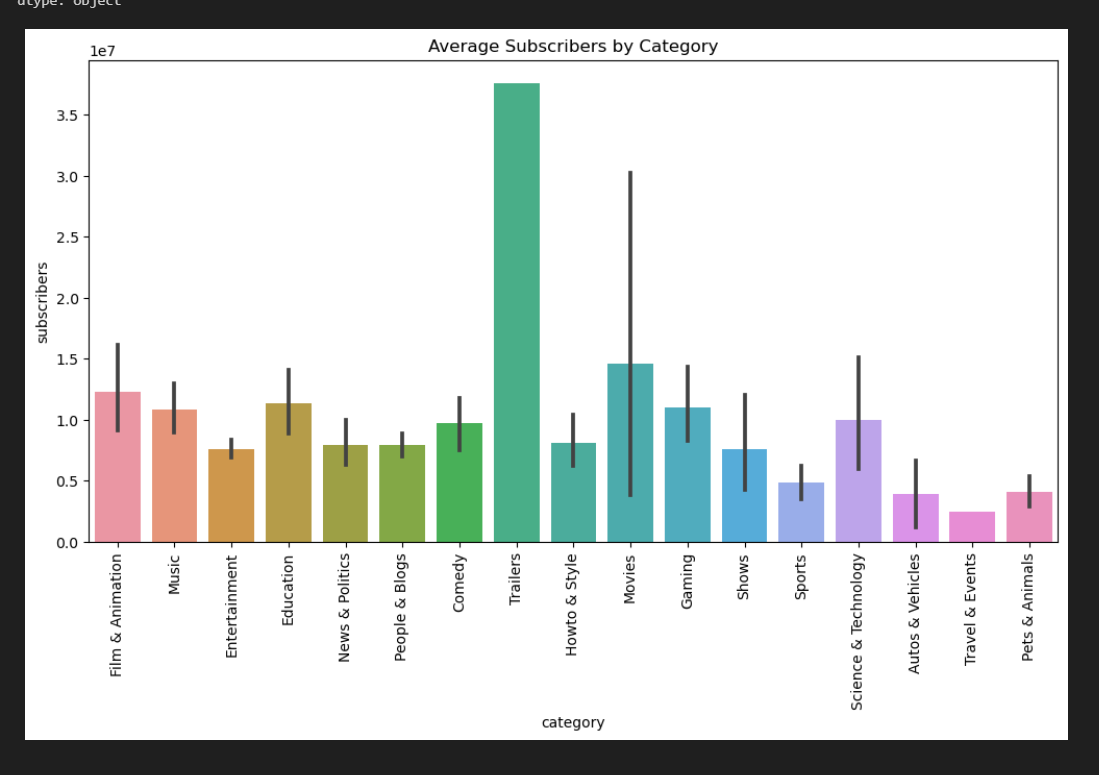 dtype: object
Average Subscribers by Category
1e7
3.5
3.0
2.5
2.0
1.5
1.0
0.5
0.0
subscribers
Film & Animation
Music
Entertainment
Education
News & Politics
People & Blogs
Comedy
Trailers
Howto & Style
Movies
Gaming
Shows
Sports
Science & Technology
Autos & Vehicles
Travel & Events
Pets & Animals
category